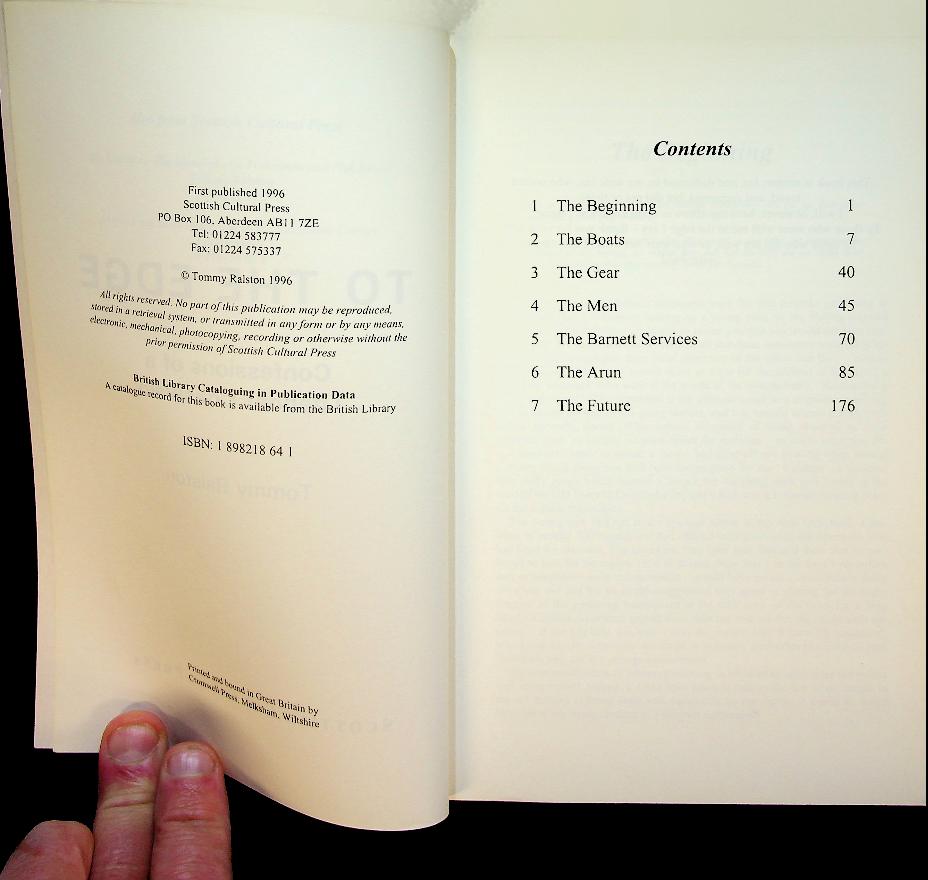 First published 1996
Scottish Cultural Press
PO Box 106, Aberdeen AB11 7ZE
Tel: 01224 583777
Fax: 01224 575337
© Tommy Ralston 1996
All rights reserved. No part of this publication may be reproduced,
stored in a retrieval system, or transmitted in any form or by any means,
electronic, mechanical, photocopying, recording or otherwise without the
prior permission of Scottish Cultural Press
British Library Cataloguing in Publication Data
A catalogue record for this book is available from the British Library
ISBN: 1 898218 64 1
Printed and bound in Great Britain by
Cromwell Press, Melksham, Wiltshire
Contents
1 The Beginning 1
2 The Boats 7
3 The Gear 40
4 The Men 45
5 The Barnett Services 70
6 The Arun 85
7 The Future 176